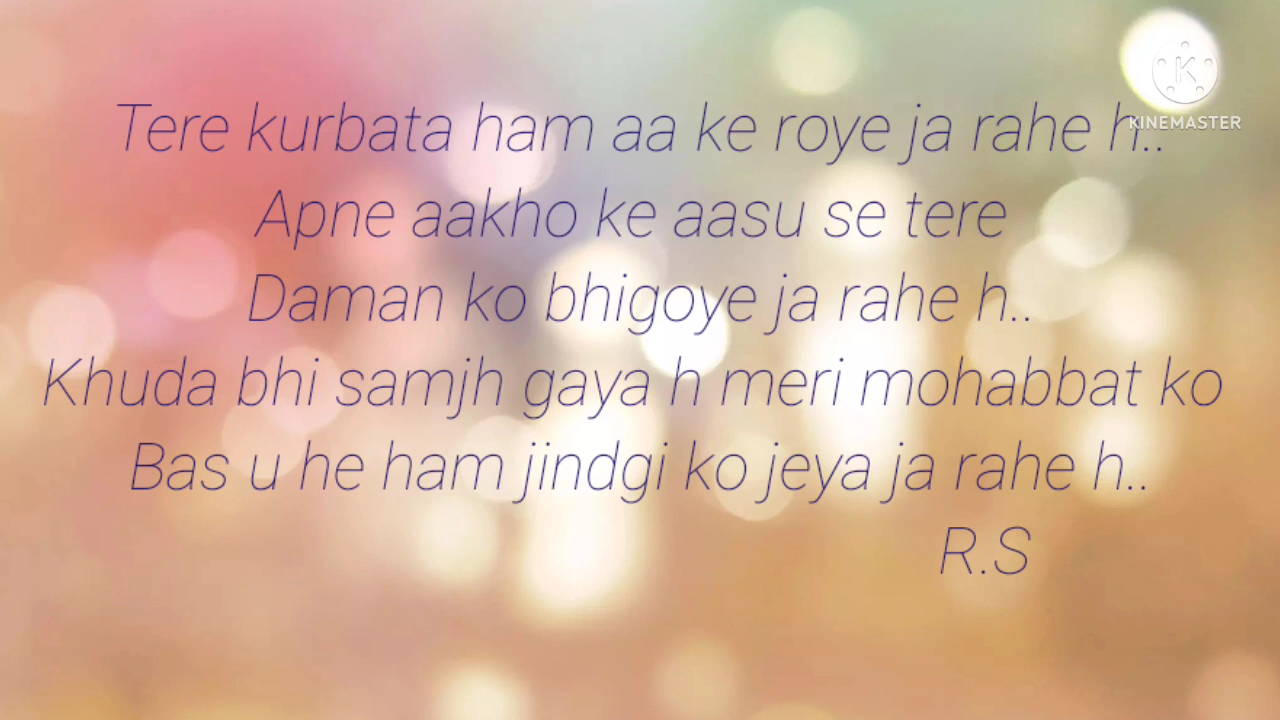 Tere kurbata ham aa ke roye ja rahe h..
Apne aakho ke aasu se tere
Daman ko bhigoye ja rahe h..
Khuda bhi samjh gaya h meri mohabbat ko
Bas u he ham jindgi ko jeya ja rahe h..
R.S
KINEMASTER